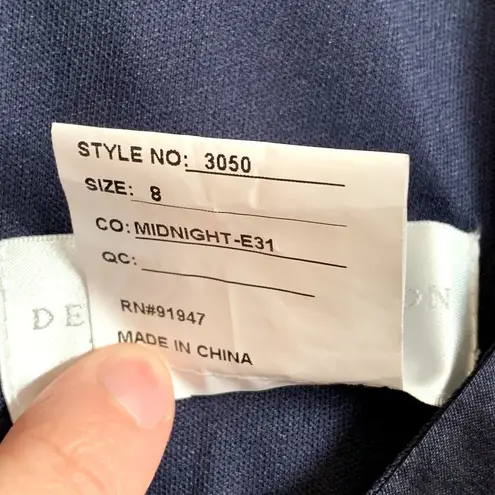 STYLE NO: 3050
SIZE: 8
CO: MIDNIGHT-E31
QC:
RN#91947
MADE IN CHINA